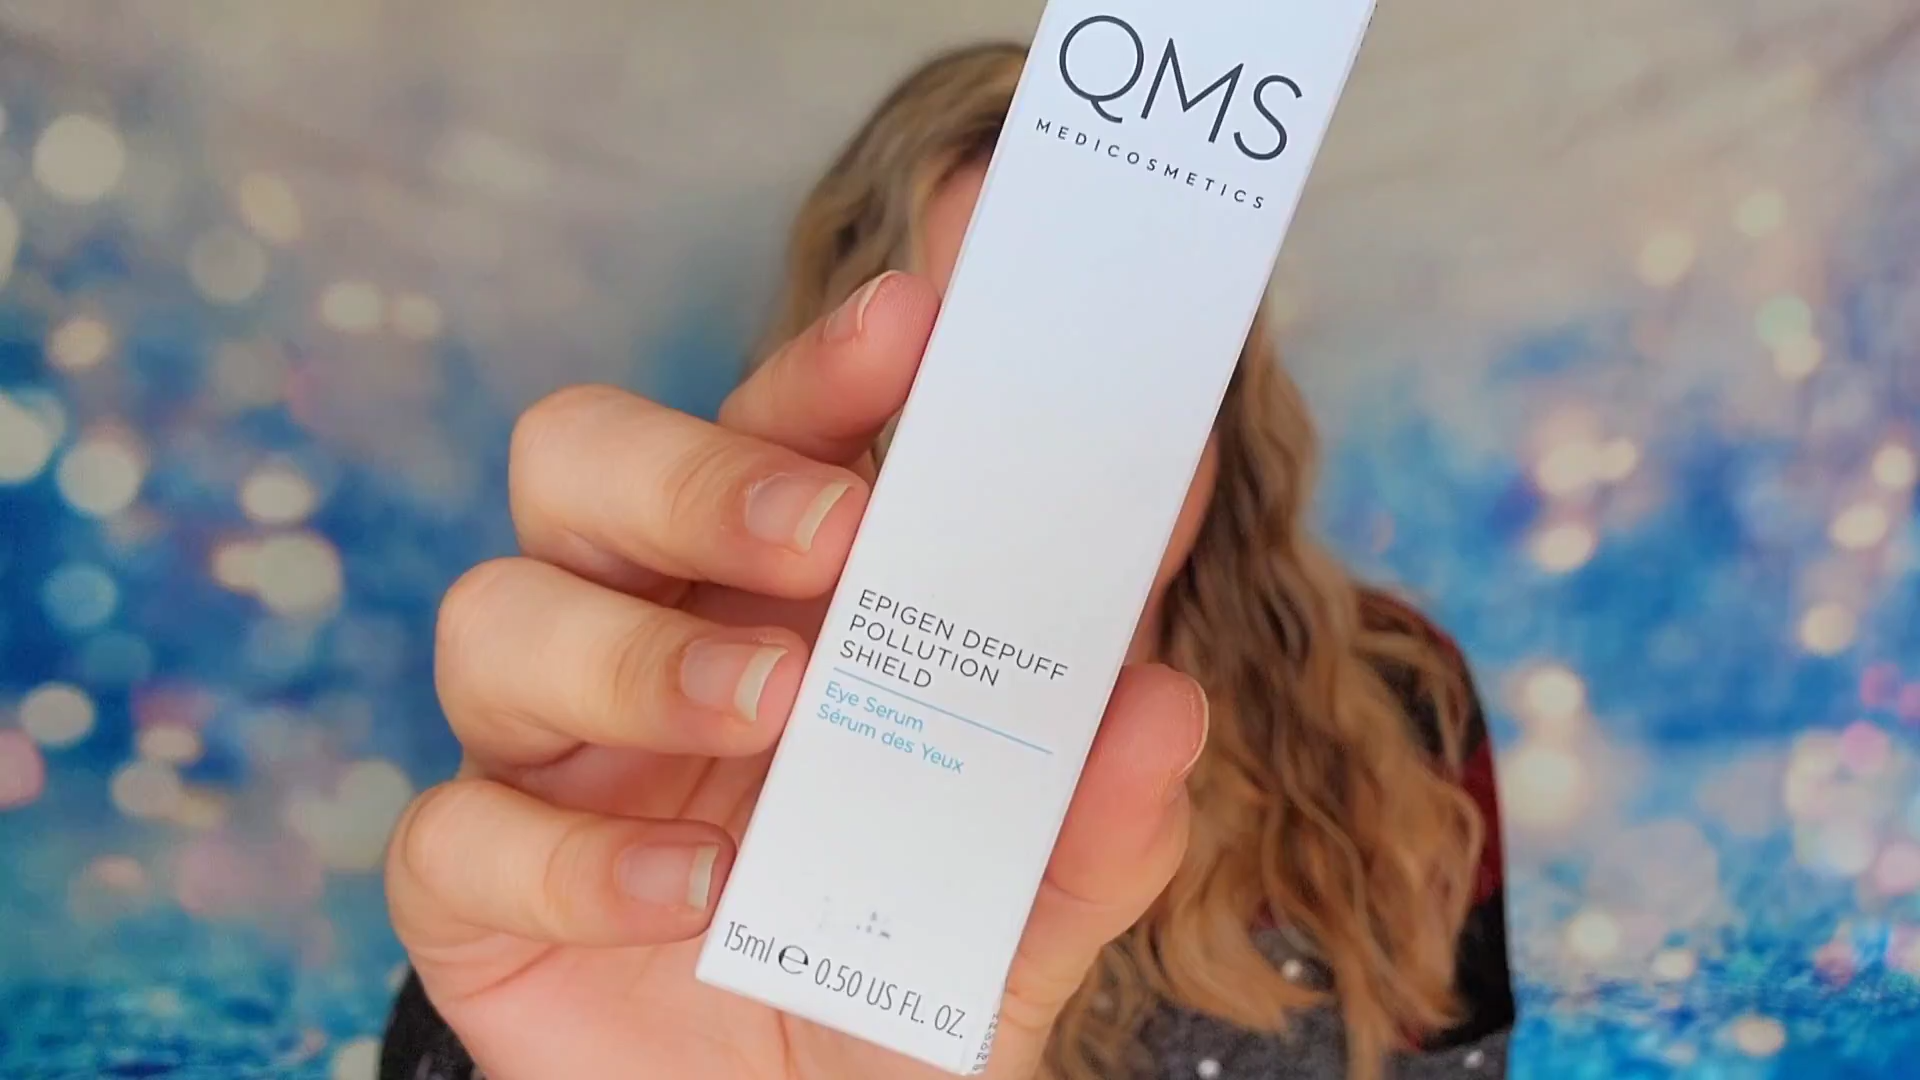 QMS
MEDICOSMETICS
EPIGEN DEPUFF
POLLUTION
SHIELD
Eye Serum
Sérum des Yeux
15ml ℮ 0.50 US FL. OZ.